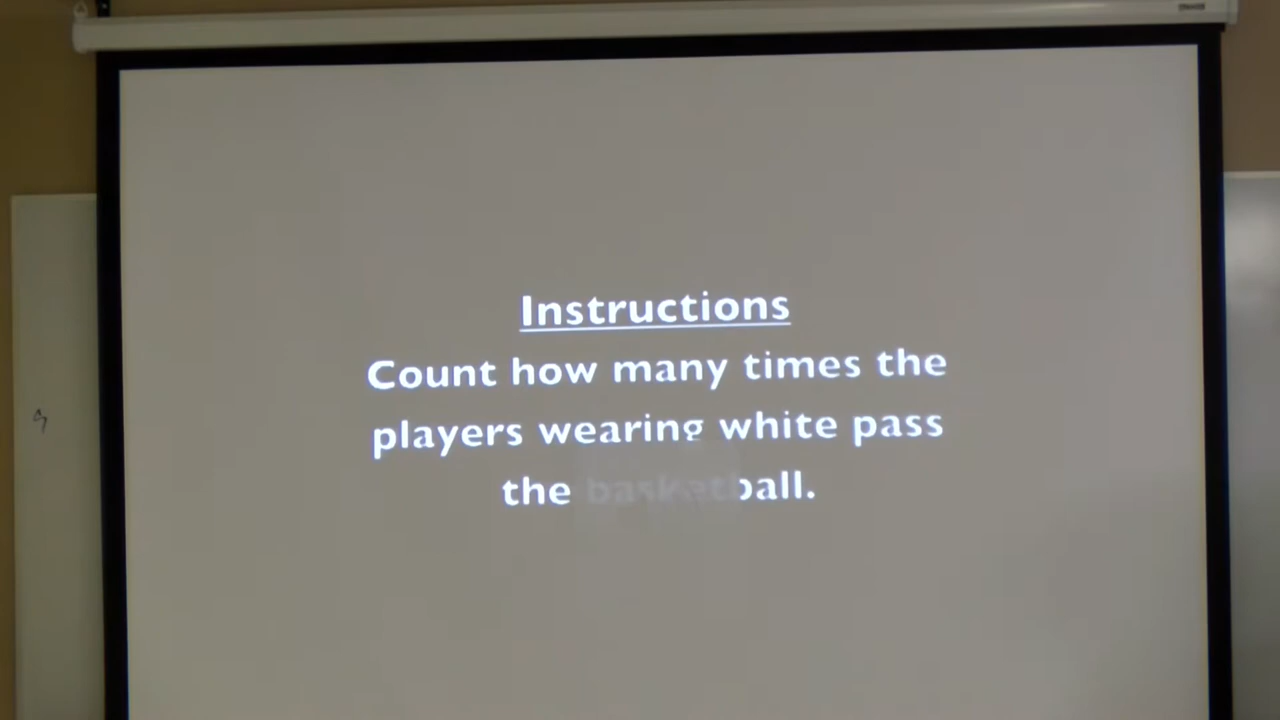 Instructions
Count how many times the
players wearing white pass
the basketball.